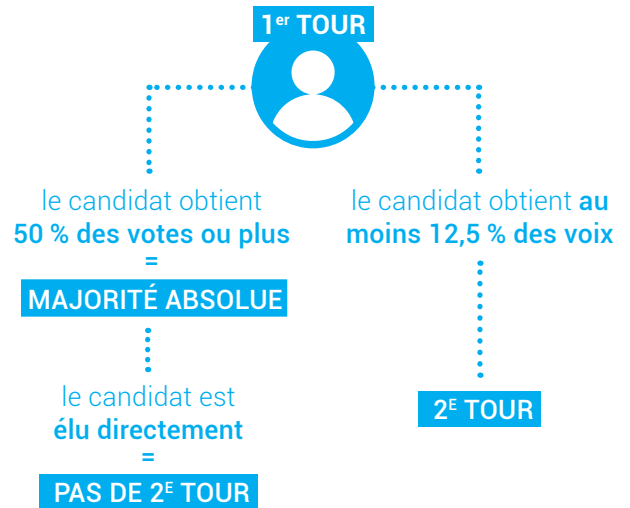 1er TOUR
le candidat obtient
50 % des votes ou plus
=
MAJORITÉ ABSOLUE
le candidat est
élu directement
=
PAS DE 2E TOUR
le candidat obtient au
moins 12,5 % des voix
2E TOUR